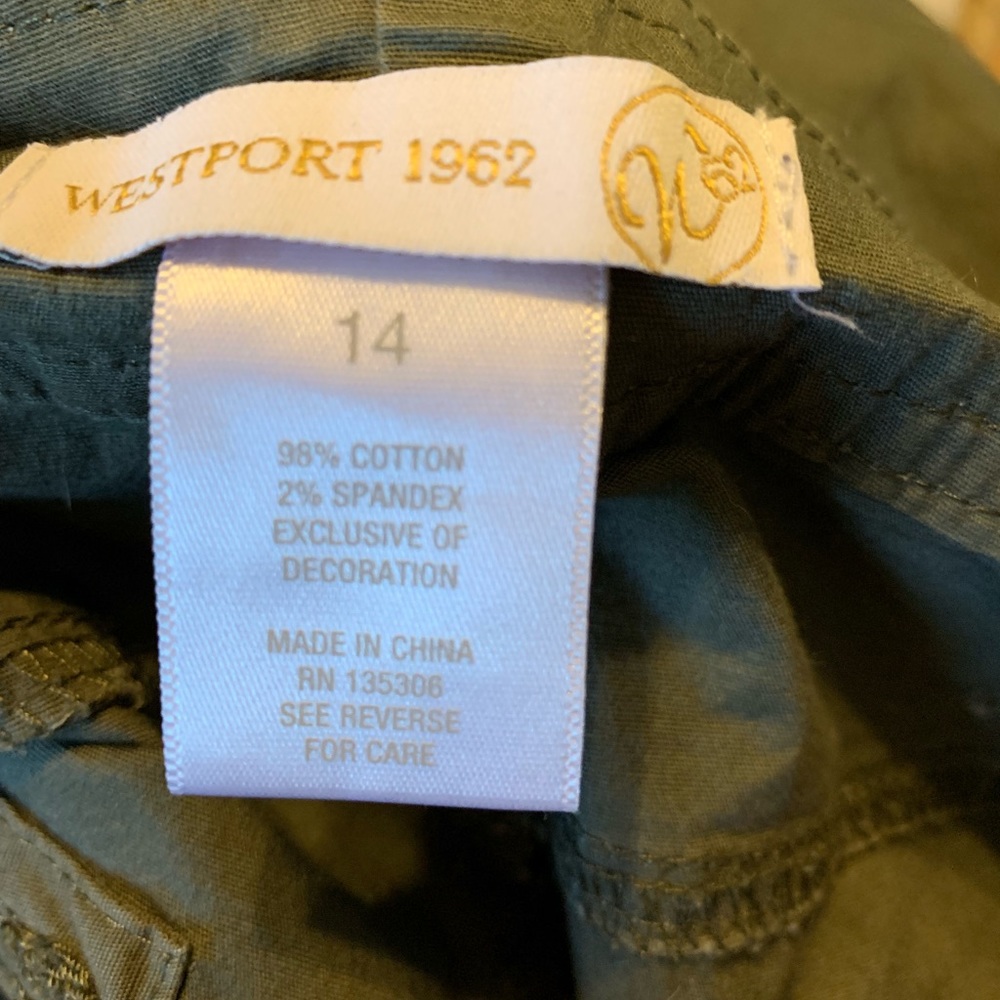 WESTPORT 1962
W'62
14
98% COTTON
2% SPANDEX
EXCLUSIVE OF
DECORATION
MADE IN CHINA
RN 135306
SEE REVERSE
FOR CARE